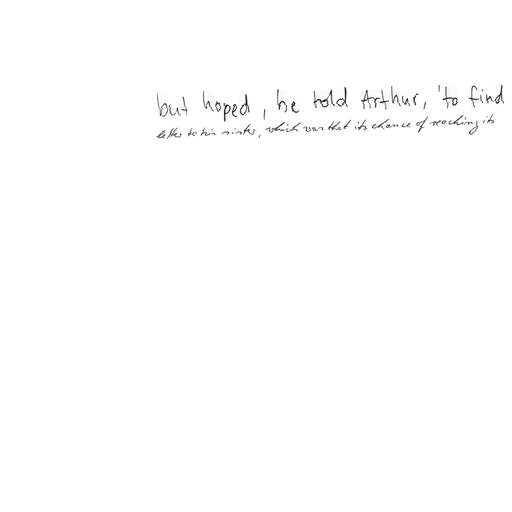 but hoped, he told Arthur, 'to find
letter to his sister, which was that its chance of reaching its